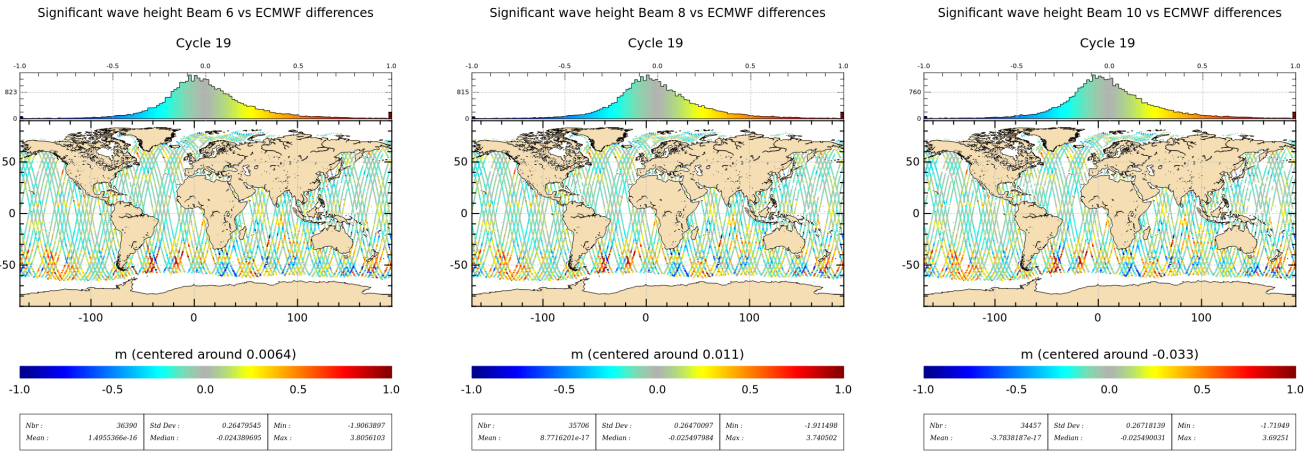 Significant wave height Beam 6 vs ECMWF differences
Cycle 19
-1.0 -0.5 0.0 0.5 1.0
823
0
50
0
-50
-100 0 100
m (centered around 0.0064)
-1.0 -0.5 0.0 0.5 1.0
Nbr : 36390 Std Dev : 0.26479545 Min : -1.9063897
Mean : 1.4955366e-16 Median : -0.024389695 Max : 3.8056103
Significant wave height Beam 8 vs ECMWF differences
Cycle 19
-1.0 -0.5 0.0 0.5 1.0
815
0
50
0
-50
-100 0 100
m (centered around 0.011)
-1.0 -0.5 0.0 0.5 1.0
Nbr : 35706 Std Dev : 0.26470097 Min : -1.911498
Mean : 8.7716201e-17 Median : -0.025497984 Max : 3.740502
Significant wave height Beam 10 vs ECMWF differences
Cycle 19
-1.0 -0.5 0.0 0.5 1.0
760
0
50
0
-50
-100 0 100
m (centered around -0.033)
-1.0 -0.5 0.0 0.5 1.0
Nbr : 34457 Std Dev : 0.26718139 Min : -1.71949
Mean : -3.7838187e-17 Median : -0.025490031 Max : 3.69251